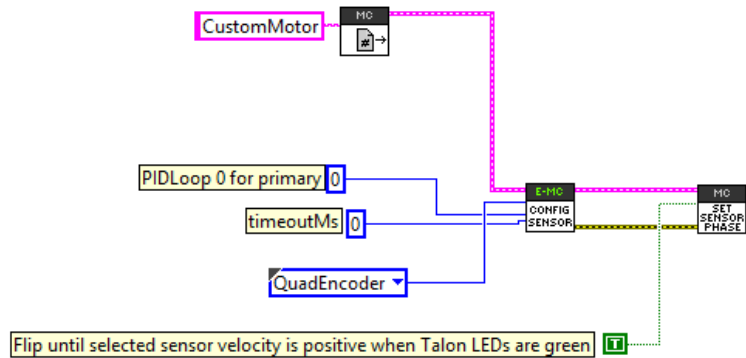 MC
CustomMotor
#
PIDLoop 0 for primary
0
E-MC
MC
CONFIG
SENSOR
SET
SENSOR
PHASE
timeoutMs
0
QuadEncoder
Flip until selected sensor velocity is positive when Talon LEDs are green
T